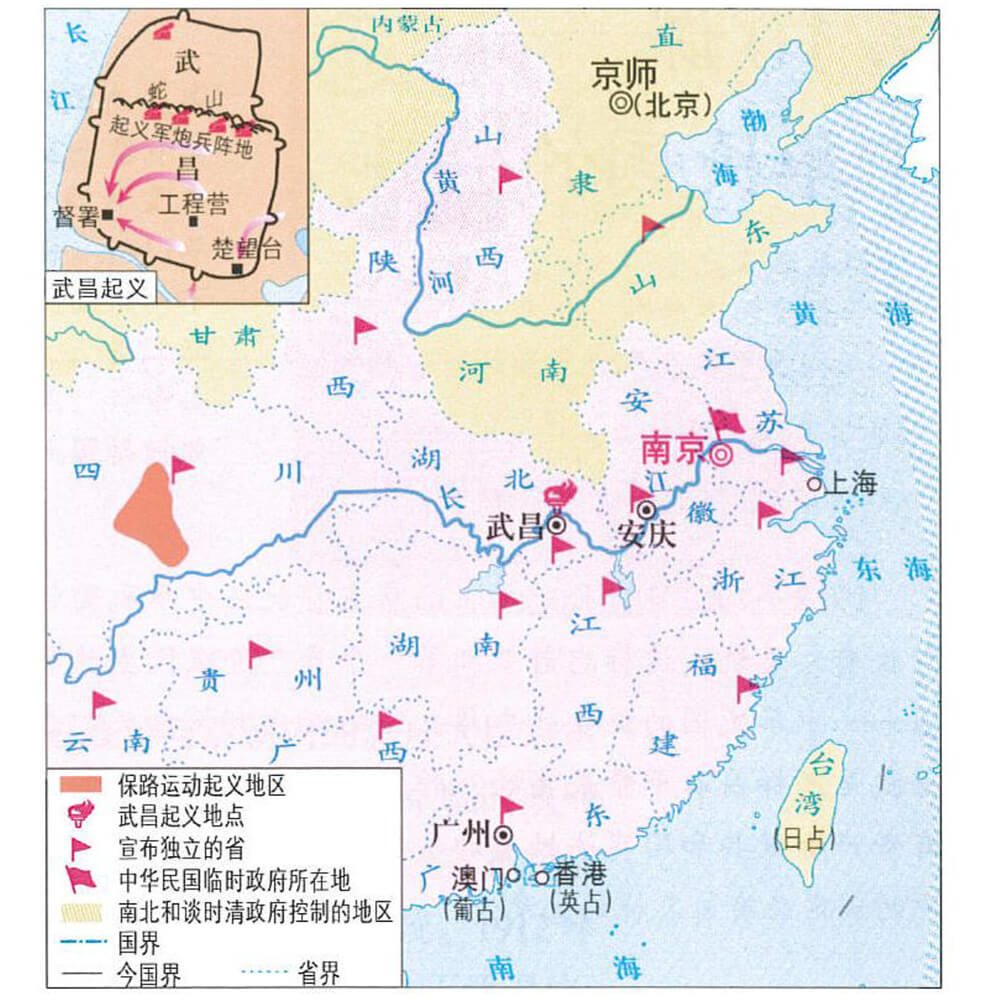 长江
武
蛇山
起义军炮兵阵地
昌
工程营
督署
楚望台
武昌起义
内蒙古
直隶
京师
(北京)
渤海
山西
黄河
山东
陕西
甘肃
河南
黄海
江苏
安徽
南京
上海
四川
湖北
长江
武昌
安庆
东海
浙江
湖南
江西
贵州
福建
云南
广西
台湾
(日占)
广东
广州
澳门
(葡占)
香港
(英占)
南海
保路运动起义地区
武昌起义地点
宣布独立的省
中华民国临时政府所在地
南北和谈时清政府控制的地区
国界
今国界
省界